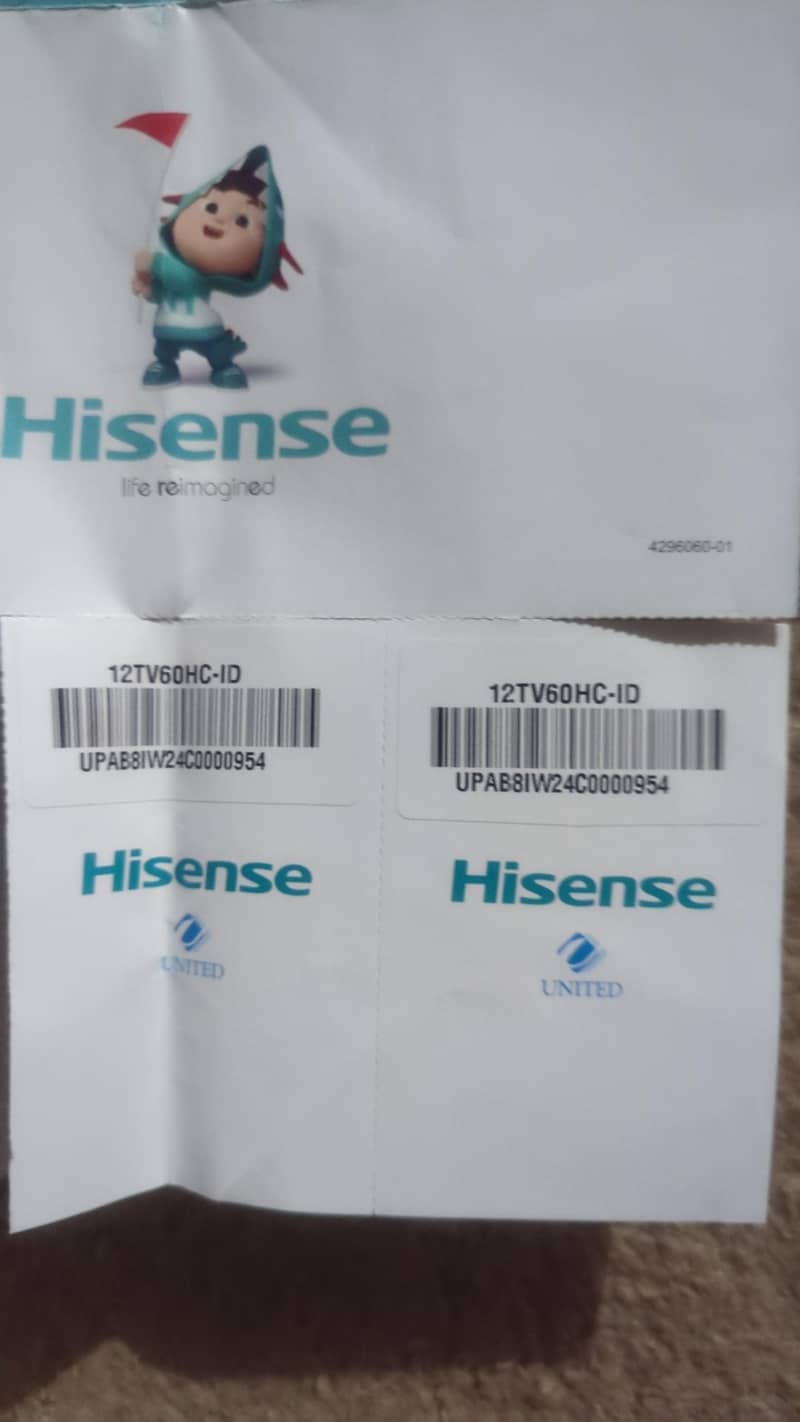 Hisense
life reimagined
4296060-01
12TV60HC-ID
UPAB8IW24C0000954
Hisense
UNITED
12TV60HC-ID
UPAB8IW24C0000954
Hisense
UNITED